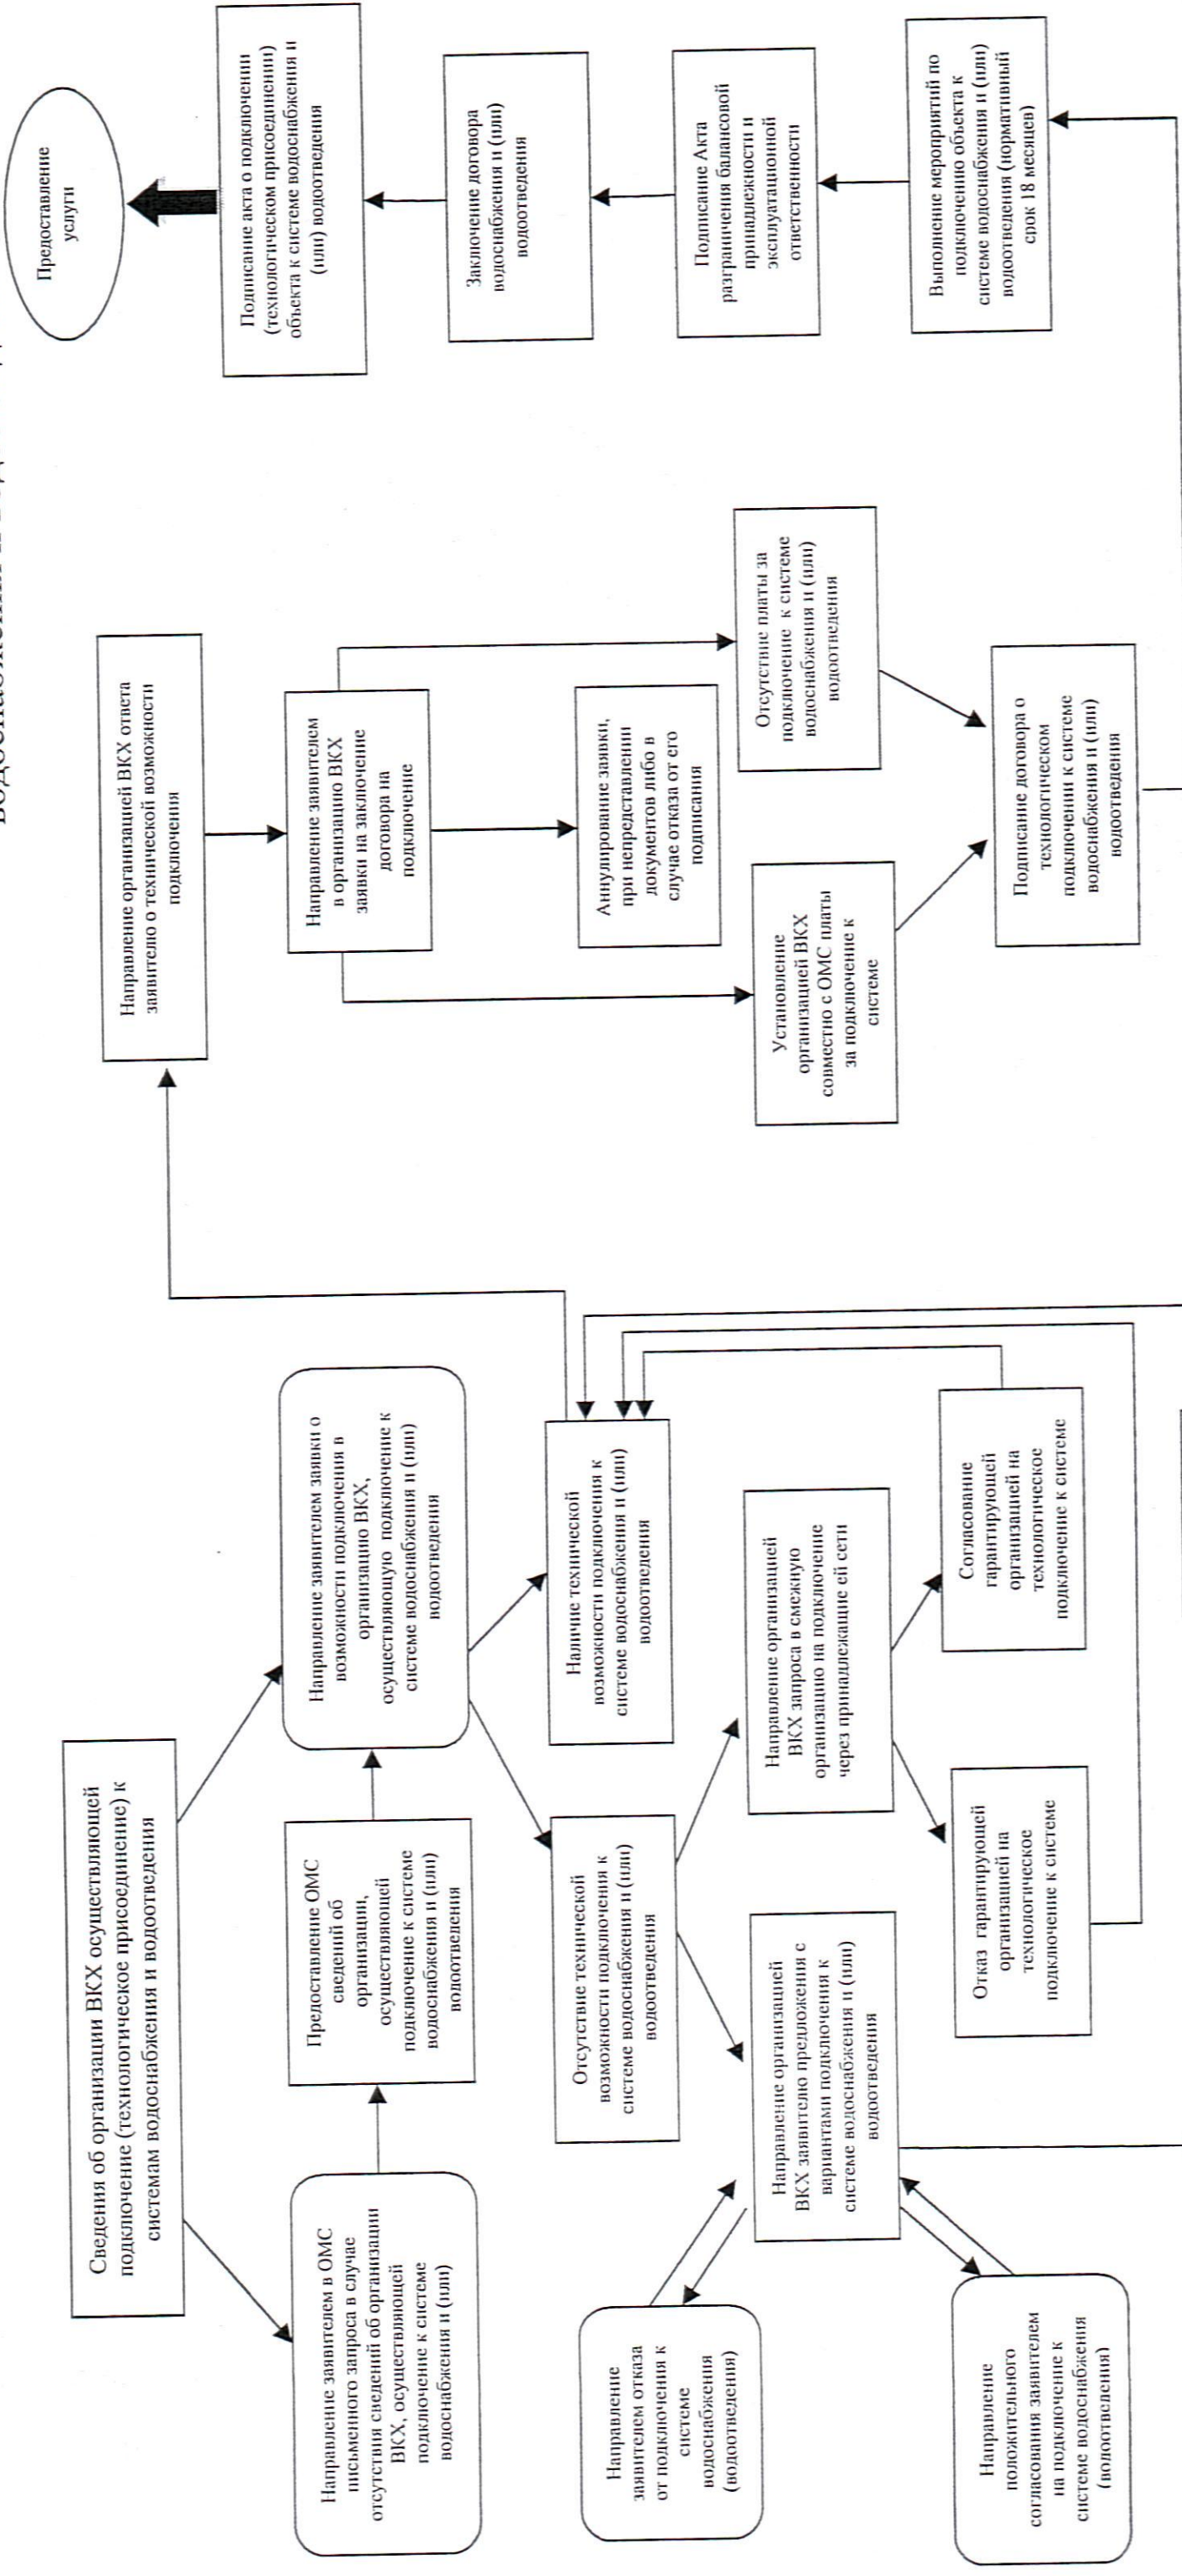 Сведения об организации ВКХ осуществляющей
подключение (технологическое присоединение) к
системам водоснабжения и водоотведения
Направление заявителем в ОМС
письменного запроса в случае
отсутствия сведений об организации
ВКХ, осуществляющей
подключение к системе
водоснабжения и (или)
Предоставление ОМС
сведений об
организации,
осуществляющей
подключение к системе
водоснабжения и (или)
водоотведения
Направление заявителем заявки о
возможности подключения в
организацию ВКХ,
осуществляющую подключение к
системе водоснабжения и (или)
водоотведения
Отсутствие технической
возможности подключения к
системе водоснабжения и (или)
водоотведения
Наличие технической
возможности подключения к
системе водоснабжения и (или)
водоотведения
Направление
заявителем отказа
от подключения к
системе
водоснабжения
(водоотведения)
Направление организацией
ВКХ заявителю предложения с
вариантами подключения к
системе водоснабжения и (или)
водоотведения
Направление организацией
ВКХ запроса в смежную
организацию на подключение
через принадлежащие ей сети
Направление
положительного
согласования заявителем
на подключение к
системе водоснабжения
(водоотведения)
Отказ гарантирующей
организацией на
технологическое
подключение к системе
Согласование
гарантирующей
организацией на
технологическое
подключение к системе
Направление организацией ВКХ ответа
заявителю о технической возможности
подключения
Направление заявителем
в организацию ВКХ
заявки на заключение
договора на
подключение
Аннулирование заявки,
при непредставлении
документов либо в
случае отказа от его
подписания
Установление
организацией ВКХ
совместно с ОМС платы
за подключение к
системе
Отсутствие платы за
подключение к системе
водоснабжения и (или)
водоотведения
Подписание договора о
технологическом
подключении к системе
водоснабжения и (или)
водоотведения
Предоставление
услуги
Подписание акта о подключении
(технологическом присоединении)
объекта к системе водоснабжения и
(или) водоотведения
Заключение договора
водоснабжения и (или)
водоотведения
Подписание Акта
разграничения балансовой
принадлежности и
эксплуатационной
ответственности
Выполнение мероприятий по
подключению объекта к
системе водоснабжения и (или)
водоотведения (нормативный
срок 18 месяцев)